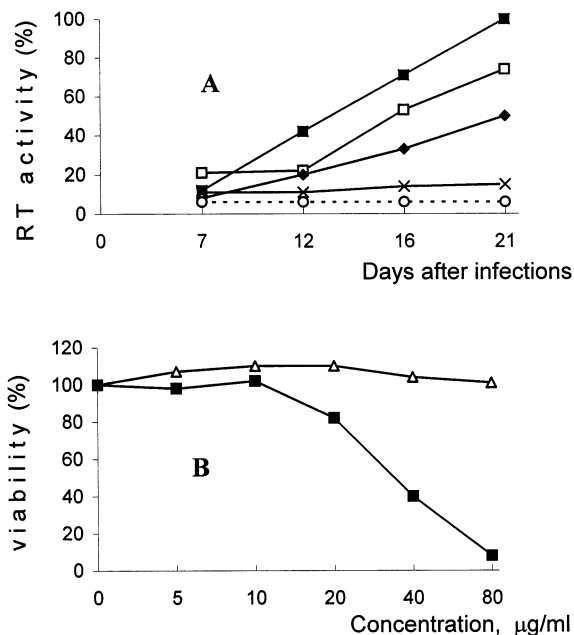 100
80
60
40
20
0
RT activity (%)
A
0 7 12 16 21
Days after infections
120
100
80
60
40
20
0
viability (%)
B
0 5 10 20 40 80
Concentration, µg/ml